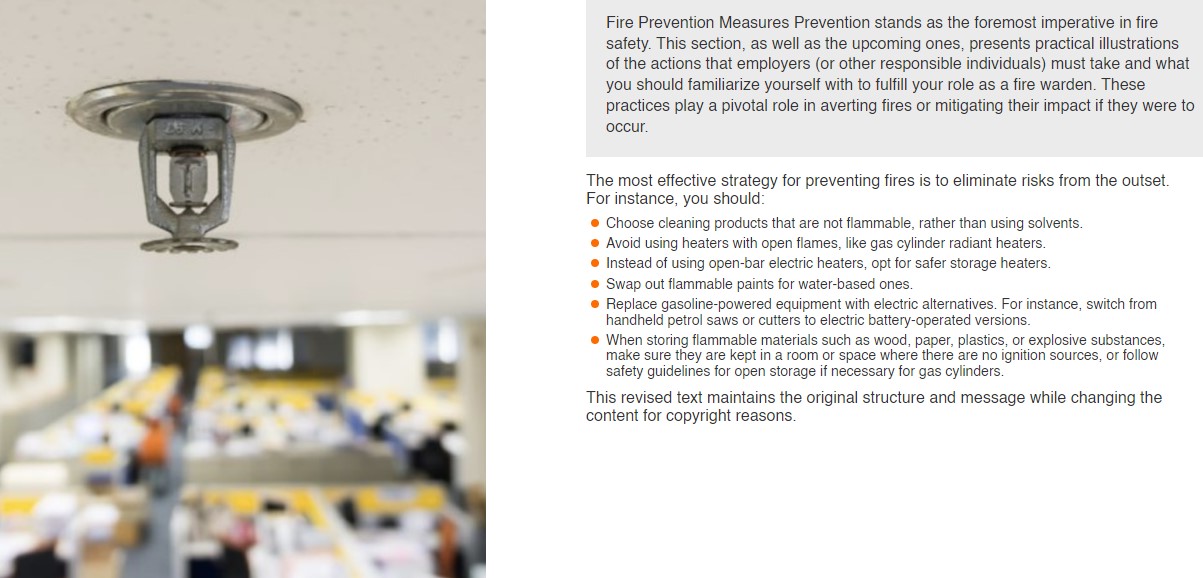 Fire Prevention Measures Prevention stands as the foremost imperative in fire
safety. This section, as well as the upcoming ones, presents practical illustrations
of the actions that employers (or other responsible individuals) must take and what
you should familiarize yourself with to fulfill your role as a fire warden. These
practices play a pivotal role in averting fires or mitigating their impact if they were to
occur.
The most effective strategy for preventing fires is to eliminate risks from the outset.
For instance, you should:
Choose cleaning products that are not flammable, rather than using solvents.
Avoid using heaters with open flames, like gas cylinder radiant heaters.
Instead of using open-bar electric heaters, opt for safer storage heaters.
Swap out flammable paints for water-based ones.
Replace gasoline-powered equipment with electric alternatives. For instance, switch from
handheld petrol saws or cutters to electric battery-operated versions.
When storing flammable materials such as wood, paper, plastics, or explosive substances,
make sure they are kept in a room or space where there are no ignition sources, or follow
safety guidelines for open storage if necessary for gas cylinders.
This revised text maintains the original structure and message while changing the
content for copyright reasons.